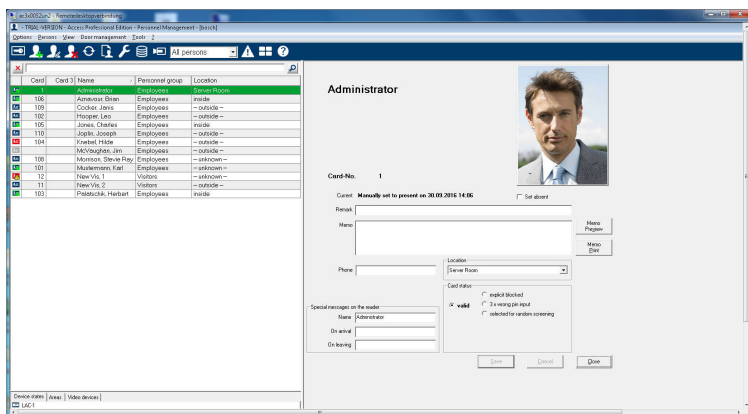 ac3x0052un2 - Remotedesktopverbindung
- TRIAL-VERSION - Access Professional Edition - Personnel Management - [bosch]
Options Persons View Door management Tools ?
All persons
Card Card 3 Name Personnel group Location
1 Administrator Employees Server Room
106 Aznavour, Brian Employees inside
109 Cocker, Janis Employees -- outside --
102 Hooper, Leo Employees -- outside --
105 Jones, Charles Employees inside
110 Joplin, Joseph Employees -- outside --
104 Knebel, Hilde Employees -- outside --
McVaughan, Jim Employees -- outside --
108 Morrison, Stevie Ray Employees -- unknown --
101 Mustermann, Karl Employees -- unknown --
12 New Vis, 1 Visitors -- unknown --
11 New Vis, 2 Visitors -- outside --
103 Palatschik, Herbert Employees inside
Administrator
Card-No. 1
Current Manually set to present on 30.09.2016 14:06
Set absent
Remark
Memo
Memo Preview
Memo Print
Phone
Location
Server Room
Card status
valid
explicit blocked
3 x wrong pin input
selected for random screening
Special messages on the reader
Name Administrator
On arrival
On leaving
Save Cancel Close
Device states Areas Video devices
LAC-1